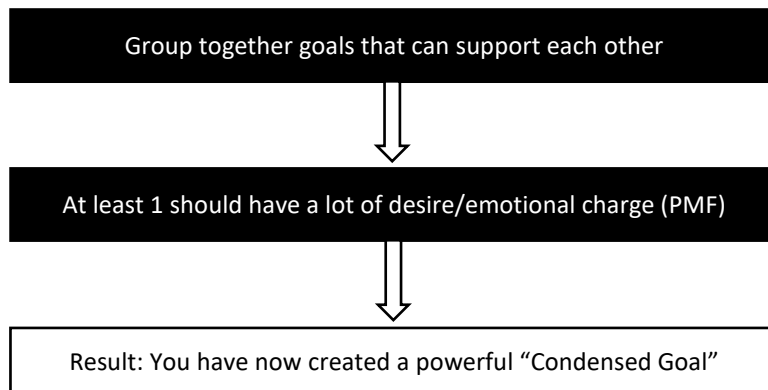 Group together goals that can support each other
At least 1 should have a lot of desire/emotional charge (PMF)
Result: You have now created a powerful “Condensed Goal”